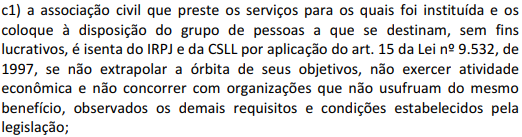 c1) a associação civil que preste os serviços para os quais foi instituída e os
coloque à disposição do grupo de pessoas a que se destinam, sem fins
lucrativos, é isenta do IRPJ e da CSLL por aplicação do art. 15 da Lei nº 9.532, de
1997, se não extrapolar a órbita de seus objetivos, não exercer atividade
econômica e não concorrer com organizações que não usufruam do mesmo
benefício, observados os demais requisitos e condições estabelecidos pela
legislação;